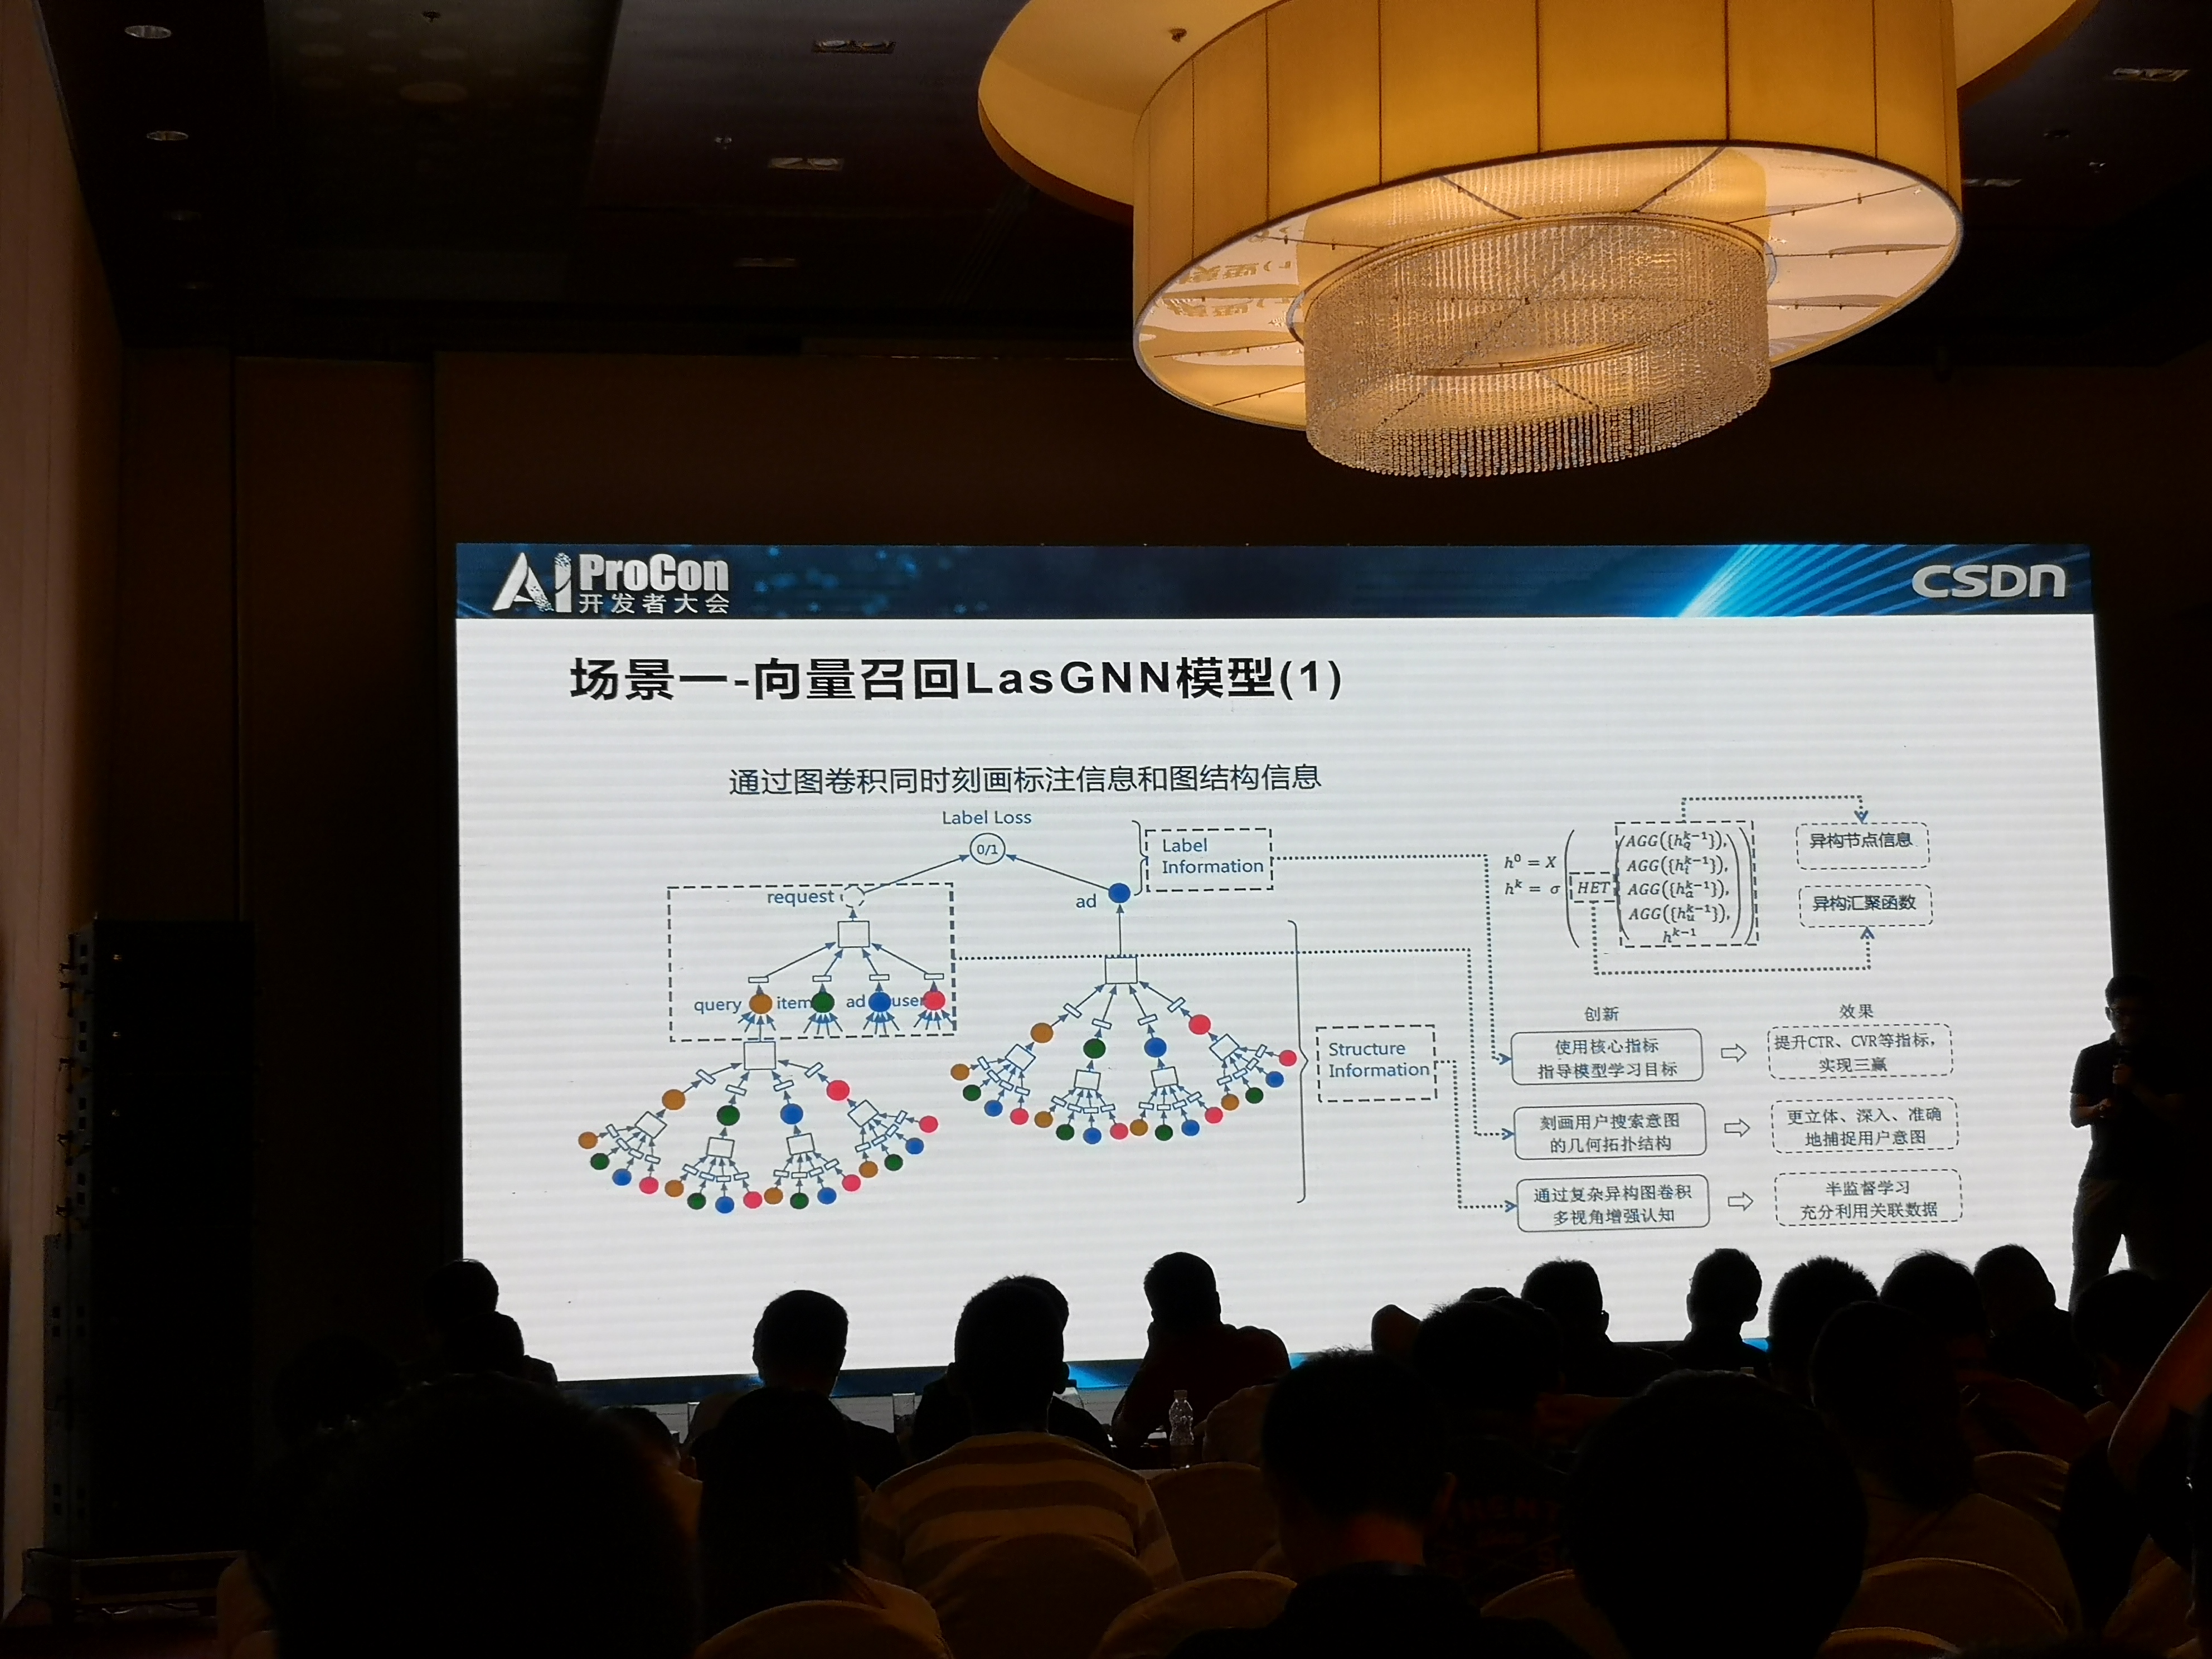 AI ProCon
开发者大会
CSDN
场景一-向量召回LasGNN模型(1)
通过图卷积同时刻画标注信息和图结构信息
Label Loss
0/1
request
ad
query
item
ad
user
Label
Information
Structure
Information
h^0 = X
h^k = σ
HET
AGG({h_q^{k-1}}),
AGG({h_i^{k-1}}),
AGG({h_a^{k-1}}),
AGG({h_u^{k-1}}),
h^{k-1}
异构节点信息
异构汇聚函数
创新
效果
使用核心指标
指导模型学习目标
提升CTR、CVR等指标，
实现三赢
刻画用户搜索意图
的几何拓扑结构
更立体、深入、准确
地捕捉用户意图
通过复杂异构图卷积
多视角增强认知
半监督学习
充分利用关联数据